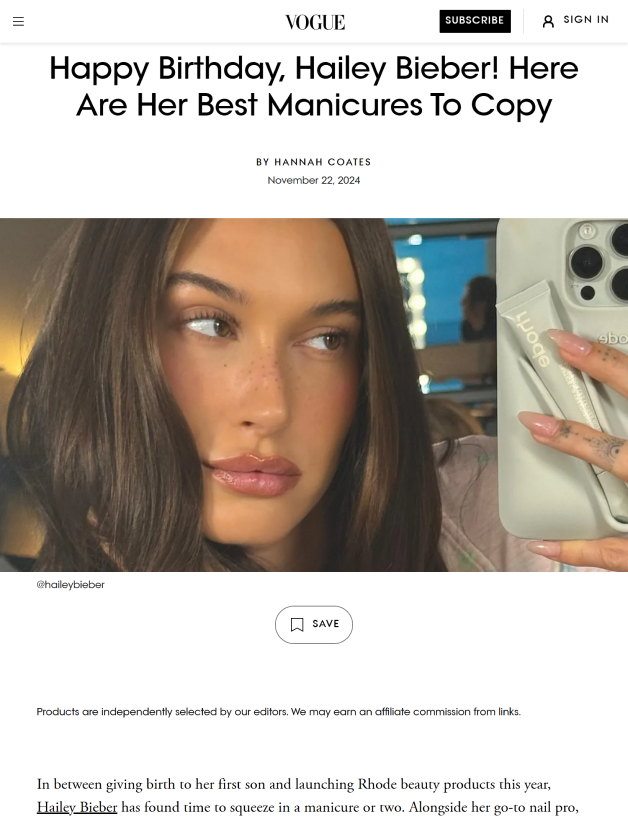 VOGUE
SUBSCRIBE
SIGN IN
Happy Birthday, Hailey Bieber! Here
Are Her Best Manicures To Copy
BY HANNAH COATES
November 22, 2024
rhode
@haileybieber
SAVE
Products are independently selected by our editors. We may earn an affiliate commission from links.
In between giving birth to her first son and launching Rhode beauty products this year,
Hailey Bieber has found time to squeeze in a manicure or two. Alongside her go-to nail pro,